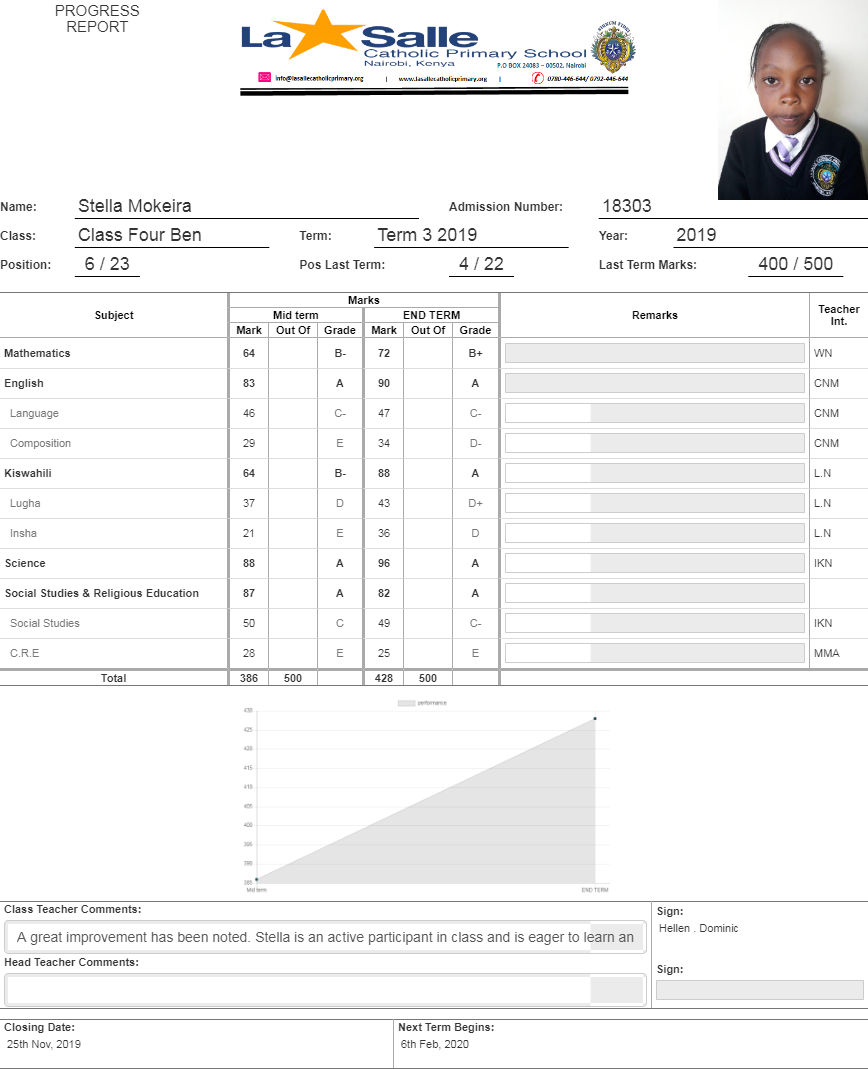 PROGRESS
REPORT
La Salle
Catholic Primary School
Nairobi, Kenya
P.O BOX 24083 – 00502, Nairobi
info@lasallecatholicprimary.org | www.lasallecatholicprimary.org | 0780-446-644/ 0792-446-644
Name: Stella Mokeira Admission Number: 18303
Class: Class Four Ben Term: Term 3 2019 Year: 2019
Position: 6 / 23 Pos Last Term: 4 / 22 Last Term Marks: 400 / 500
Subject Marks Remarks Teacher Int.
Mid term END TERM
Mark Out Of Grade Mark Out Of Grade
Mathematics 64 B- 72 B+ WN
English 83 A 90 A CNM
Language 46 C- 47 C- CNM
Composition 29 E 34 D- CNM
Kiswahili 64 B- 88 A L.N
Lugha 37 D 43 D+ L.N
Insha 21 E 36 D L.N
Science 88 A 96 A IKN
Social Studies & Religious Education 87 A 82 A
Social Studies 50 C 49 C- IKN
C.R.E 28 E 25 E MMA
Total 386 500 428 500
performance
430
425
420
415
410
405
400
395
390
385
Mid term END TERM
Class Teacher Comments:
A great improvement has been noted. Stella is an active participant in class and is eager to learn an
Sign:
Hellen . Dominic
Head Teacher Comments:
Sign:
Closing Date: Next Term Begins:
25th Nov, 2019 6th Feb, 2020